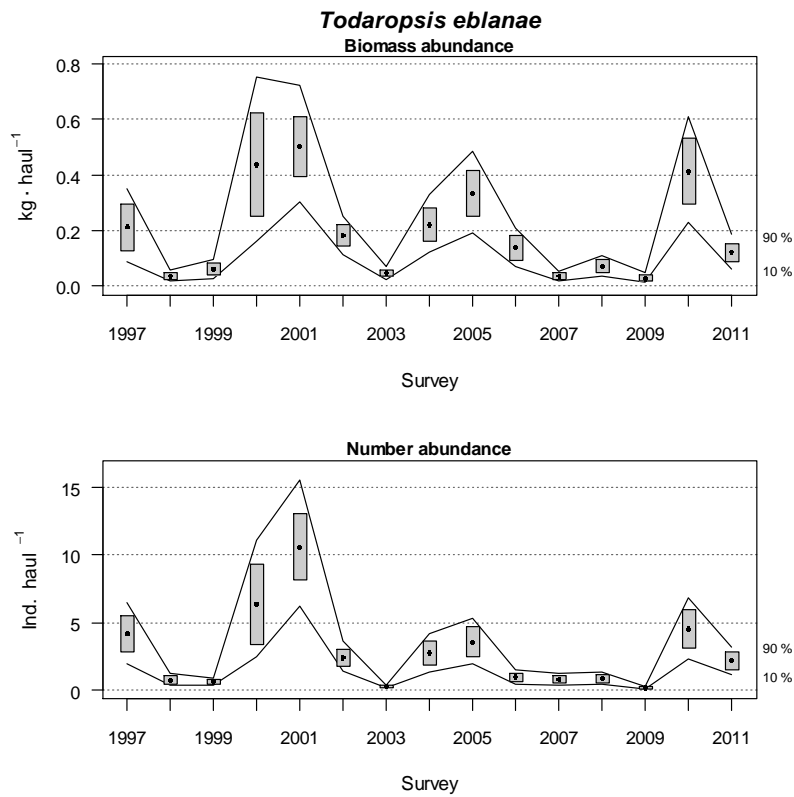 Todaropsis eblanae
Biomass abundance
kg · haul⁻¹
0.8
0.6
0.4
0.2
0.0
90 %
10 %
1997 1999 2001 2003 2005 2007 2009 2011
Survey
Number abundance
Ind. haul ⁻¹
15
10
5
0
90 %
10 %
1997 1999 2001 2003 2005 2007 2009 2011
Survey